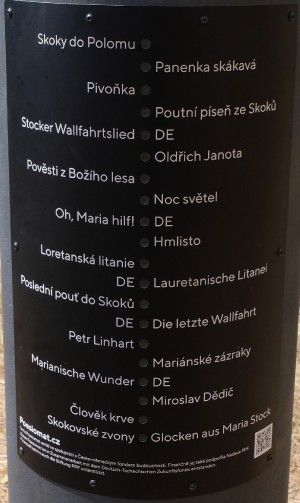 Skoky do Polomu
Panenka skákavá
Pivoňka
Poutní píseň ze Skoků
Stocker Wallfahrtslied DE
Oldřich Janota
Pověsti z Božího lesa
Noc světel
Oh, Maria hilf! DE
Hmlisto
Loretanská litanie
DE Lauretanische Litanei
Poslední pouť do Skoků
DE Die letzte Wallfahrt
Petr Linhart
Mariánské zázraky
Marianische Wunder DE
Miroslav Dědič
Člověk krve
Skokovské zvony Glocken aus Maria Stock
Poesiomat.cz